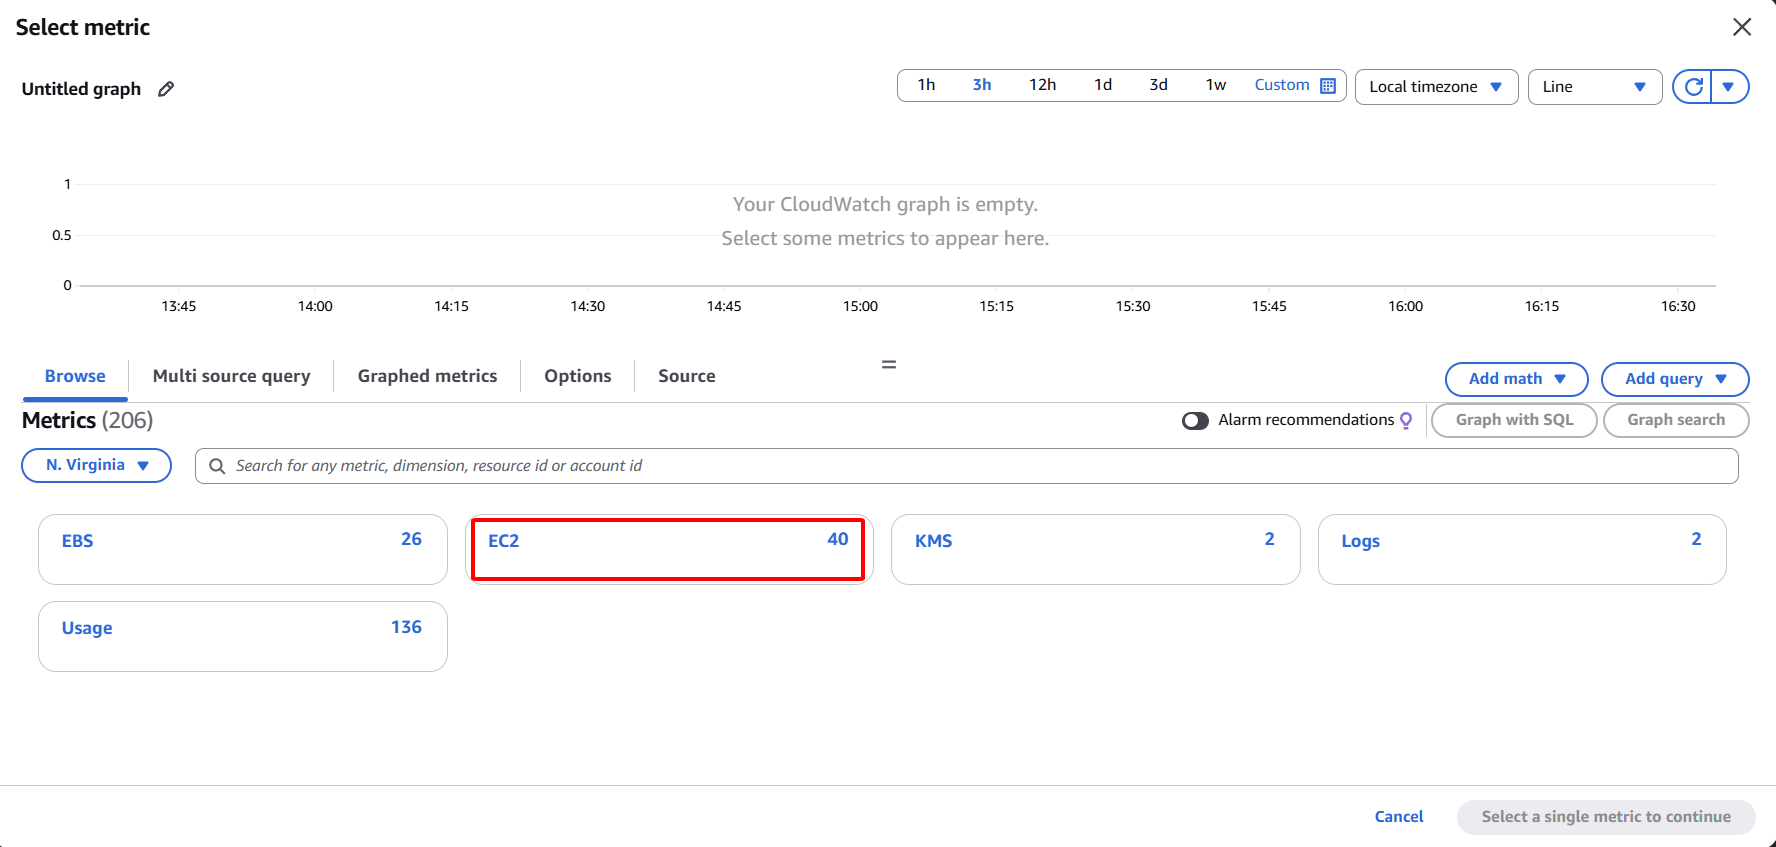 Select metric
Untitled graph
1h 3h 12h 1d 3d 1w Custom Local timezone Line
1
Your CloudWatch graph is empty.
0.5
Select some metrics to appear here.
0
13:45 14:00 14:15 14:30 14:45 15:00 15:15 15:30 15:45 16:00 16:15 16:30
Browse Multi source query Graphed metrics Options Source Add math Add query
Metrics (206) Alarm recommendations Graph with SQL Graph search
N. Virginia Search for any metric, dimension, resource id or account id
EBS 26 EC2 40 KMS 2 Logs 2
Usage 136
Cancel Select a single metric to continue